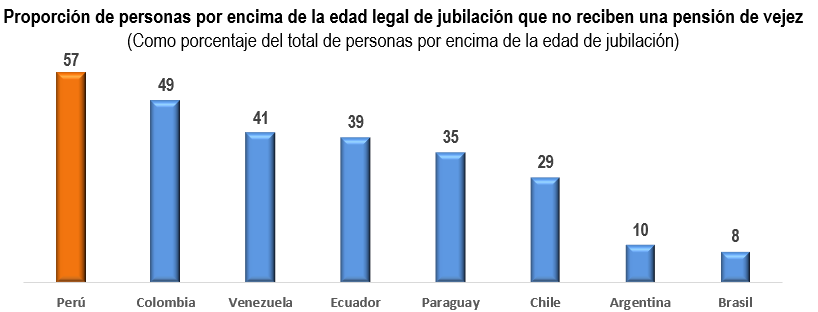 Proporción de personas por encima de la edad legal de jubilación que no reciben una pensión de vejez
(Como porcentaje del total de personas por encima de la edad de jubilación)
57
49
41
39
35
29
10
8
Perú
Colombia
Venezuela
Ecuador
Paraguay
Chile
Argentina
Brasil